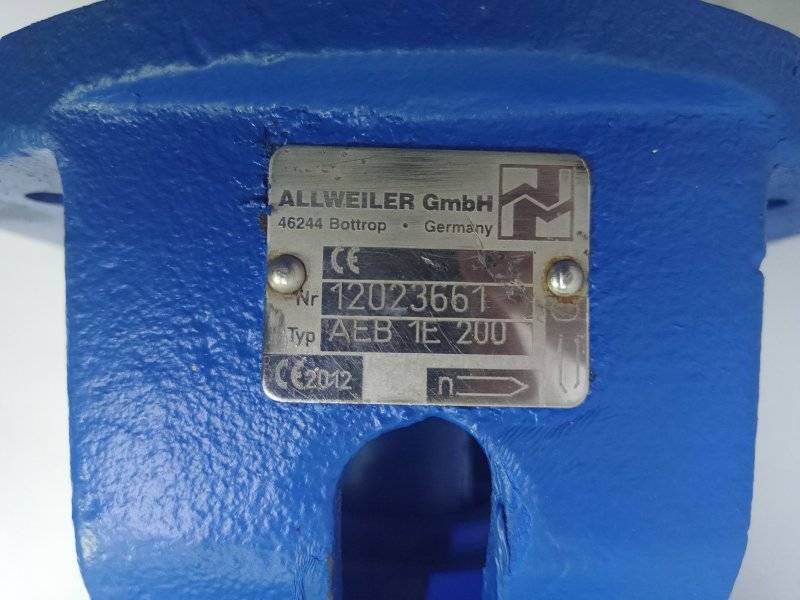 ALLWEILER GmbH
46244 Bottrop • Germany
CE
Nr 12023661
Typ AEB 1E 200
CE 2012 n